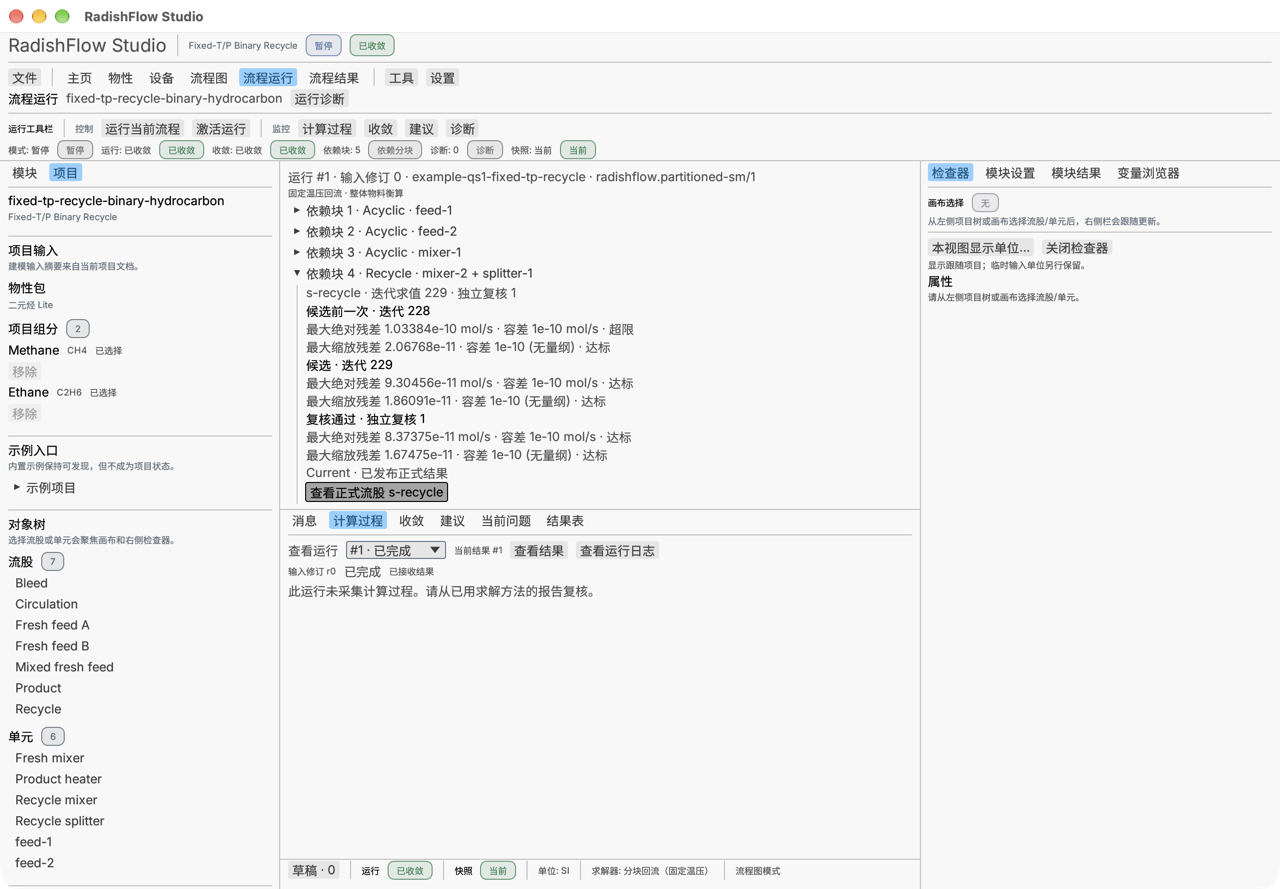 RadishFlow Studio
RadishFlow Studio Fixed-T/P Binary Recycle 暂停 已收敛
文件 主页 物性 设备 流程图 流程运行 流程结果 工具 设置
流程运行 fixed-tp-recycle-binary-hydrocarbon 运行诊断
运行工具栏 控制 运行当前流程 激活运行 监控 计算过程 收敛 建议 诊断
模式: 暂停 暂停 运行: 已收敛 已收敛 收敛: 已收敛 已收敛 依赖块: 5 依赖分块 诊断: 0 诊断 快照: 当前 当前
模块 项目
fixed-tp-recycle-binary-hydrocarbon
Fixed-T/P Binary Recycle
项目输入
建模输入摘要来自当前项目文档。
物性包
二元烃 Lite
项目组分 2
Methane CH4 已选择
移除
Ethane C2H6 已选择
移除
示例入口
内置示例保持可发现，但不成为项目状态。
▸ 示例项目
对象树
选择流股或单元会聚焦画布和右侧检查器。
流股 7
Bleed
Circulation
Fresh feed A
Fresh feed B
Mixed fresh feed
Product
Recycle
单元 6
Fresh mixer
Product heater
Recycle mixer
Recycle splitter
feed-1
feed-2
运行 #1 · 输入修订 0 · example-qs1-fixed-tp-recycle · radishflow.partitioned-sm/1
固定温压回流 · 整体物料衡算
▸ 依赖块 1 · Acyclic · feed-1
▸ 依赖块 2 · Acyclic · feed-2
▸ 依赖块 3 · Acyclic · mixer-1
▾ 依赖块 4 · Recycle · mixer-2 + splitter-1
s-recycle · 迭代求值 229 · 独立复核 1
候选前一次 · 迭代 228
最大绝对残差 1.03384e-10 mol/s · 容差 1e-10 mol/s · 超限
最大缩放残差 2.06768e-11 · 容差 1e-10 (无量纲) · 达标
候选 · 迭代 229
最大绝对残差 9.30456e-11 mol/s · 容差 1e-10 mol/s · 达标
最大缩放残差 1.86091e-11 · 容差 1e-10 (无量纲) · 达标
复核通过 · 独立复核 1
最大绝对残差 8.37375e-11 mol/s · 容差 1e-10 mol/s · 达标
最大缩放残差 1.67475e-11 · 容差 1e-10 (无量纲) · 达标
Current · 已发布正式结果
查看正式流股 s-recycle
消息 计算过程 收敛 建议 当前问题 结果表
查看运行 #1 · 已完成 当前结果 #1 查看结果 查看运行日志
输入修订 r0 已完成 已接收结果
此运行未采集计算过程。请从已用求解方法的报告复核。
草稿 · 0 运行 已收敛 快照 当前 单位: SI 求解器: 分块回流（固定温压） 流程图模式
检查器 模块设置 模块结果 变量浏览器
画布选择 无
从左侧项目树或画布选择流股/单元后，右侧栏会跟随更新。
本视图显示单位... 关闭检查器
显示跟随项目；临时输入单位另行保留。
属性
请从左侧项目树或画布选择流股/单元。